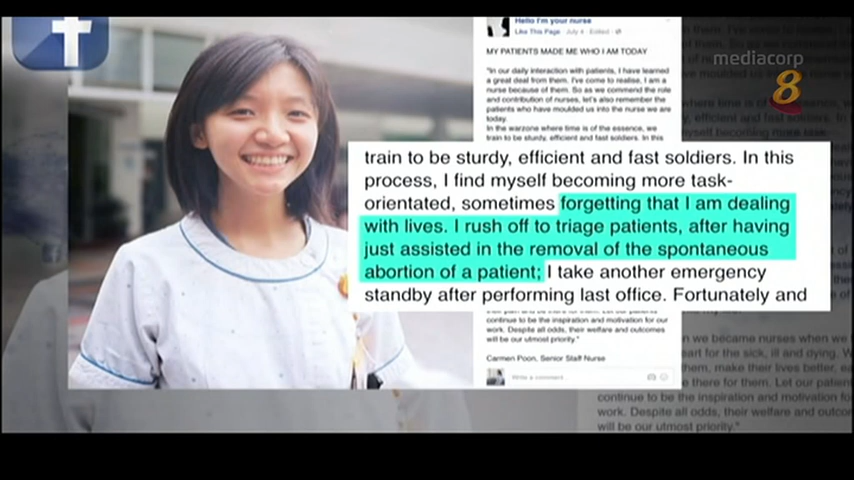 Hello I'm your nurse
Like This Page · July 4 · Edited ·
MY PATIENTS MADE ME WHO I AM TODAY
"In our daily interaction with patients, I have learned
a great deal from them. I've come to realise, I am a
nurse because of them. So as we commend the role
and contribution of nurses, let's also remember the
patients who have moulded us into the nurse we are
today.
In the warzone where time is of the essence, we
train to be sturdy, efficient and fast soldiers. In this
mediacorp
8
train to be sturdy, efficient and fast soldiers. In this
process, I find myself becoming more task-
orientated, sometimes forgetting that I am dealing
with lives. I rush off to triage patients, after having
just assisted in the removal of the spontaneous
abortion of a patient; I take another emergency
standby after performing last office. Fortunately and
continue to be the inspiration and motivation for our
work. Despite all odds, their welfare and outcomes
will be our utmost priority."
Carmen Poon, Senior Staff Nurse
Write a comment...
n we became nurses when we
eart for the sick, ill and dying. W
them, make their lives better, ea
there for them. Let our patient
continue to be the inspiration and motivation for
work. Despite all odds, their welfare and outcor
will be our utmost priority."